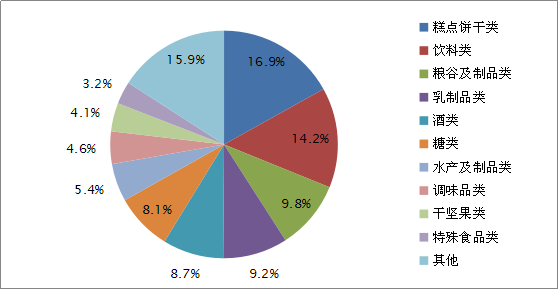 15.9%
16.9%
3.2%
4.1%
14.2%
4.6%
5.4%
9.8%
8.1%
8.7%
9.2%
糕点饼干类
饮料类
粮谷及制品类
乳制品类
酒类
糖类
水产及制品类
调味品类
干坚果类
特殊食品类
其他